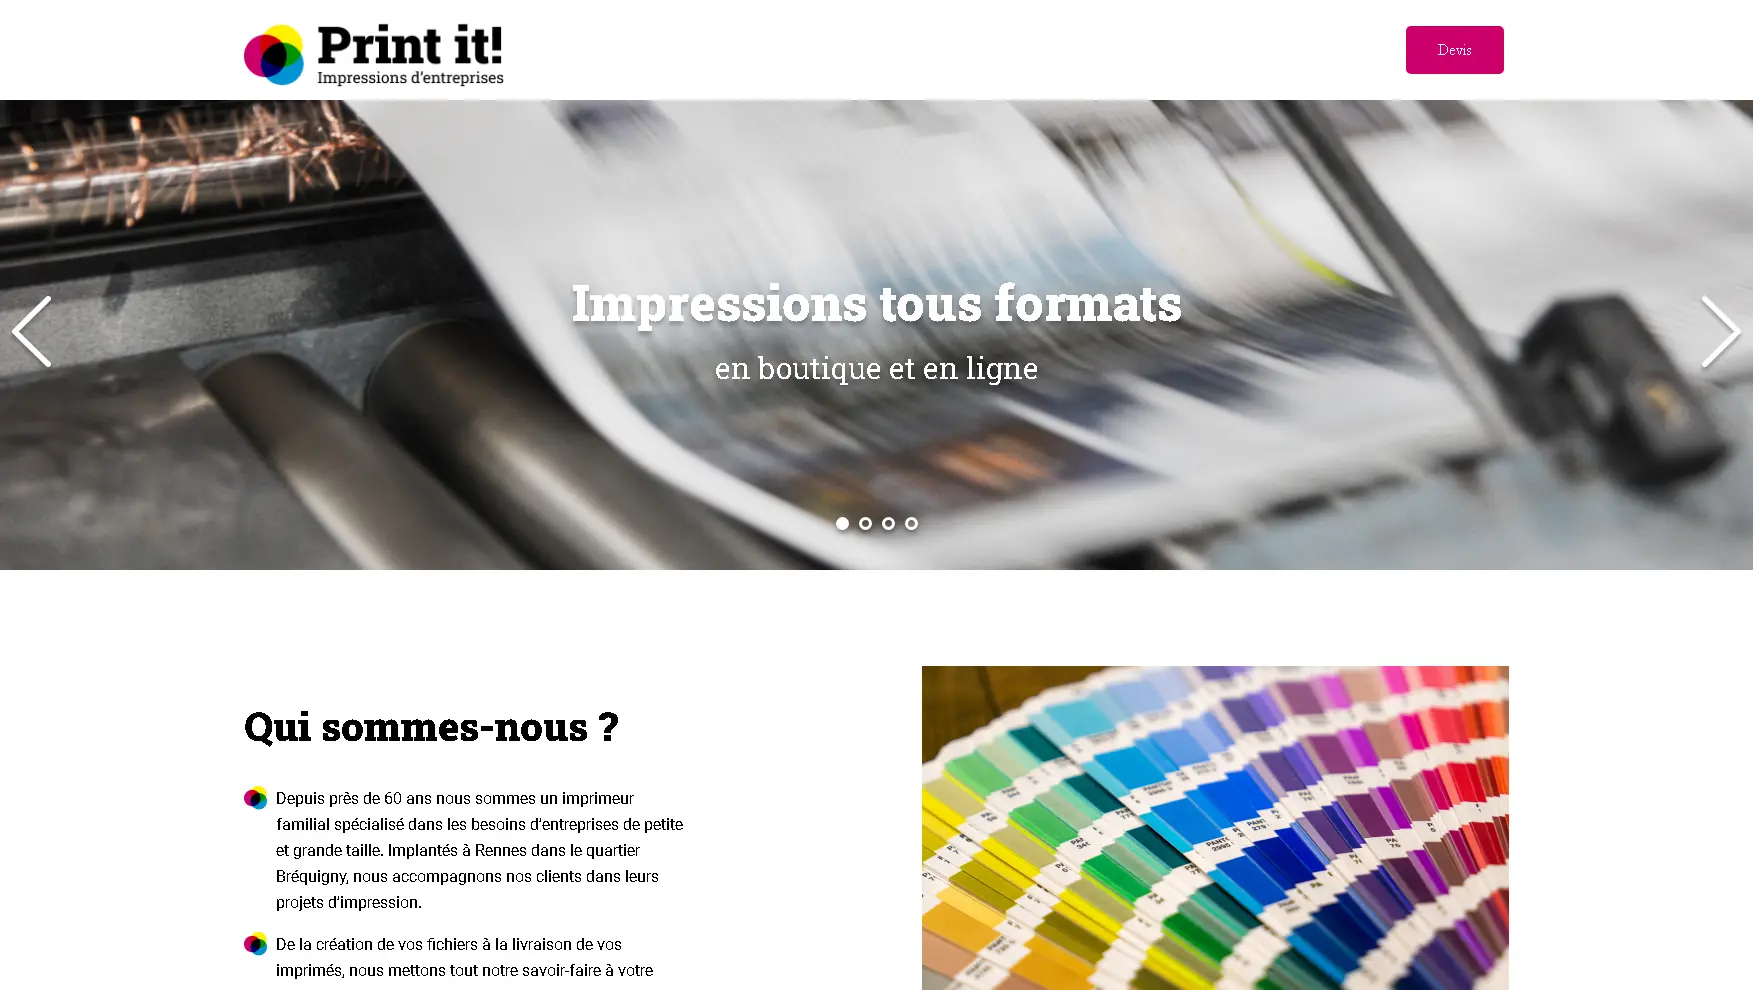 Print it!
Impressions d'entreprises
Devis
Impressions tous formats
en boutique et en ligne
Qui sommes-nous ?
Depuis près de 60 ans nous sommes un imprimeur
familial spécialisé dans les besoins d'entreprises de petite
et grande taille. Implantés à Rennes dans le quartier
Bréquigny, nous accompagnons nos clients dans leurs
projets d'impression.
De la création de vos fichiers à la livraison de vos
imprimés, nous mettons tout notre savoir-faire à votre